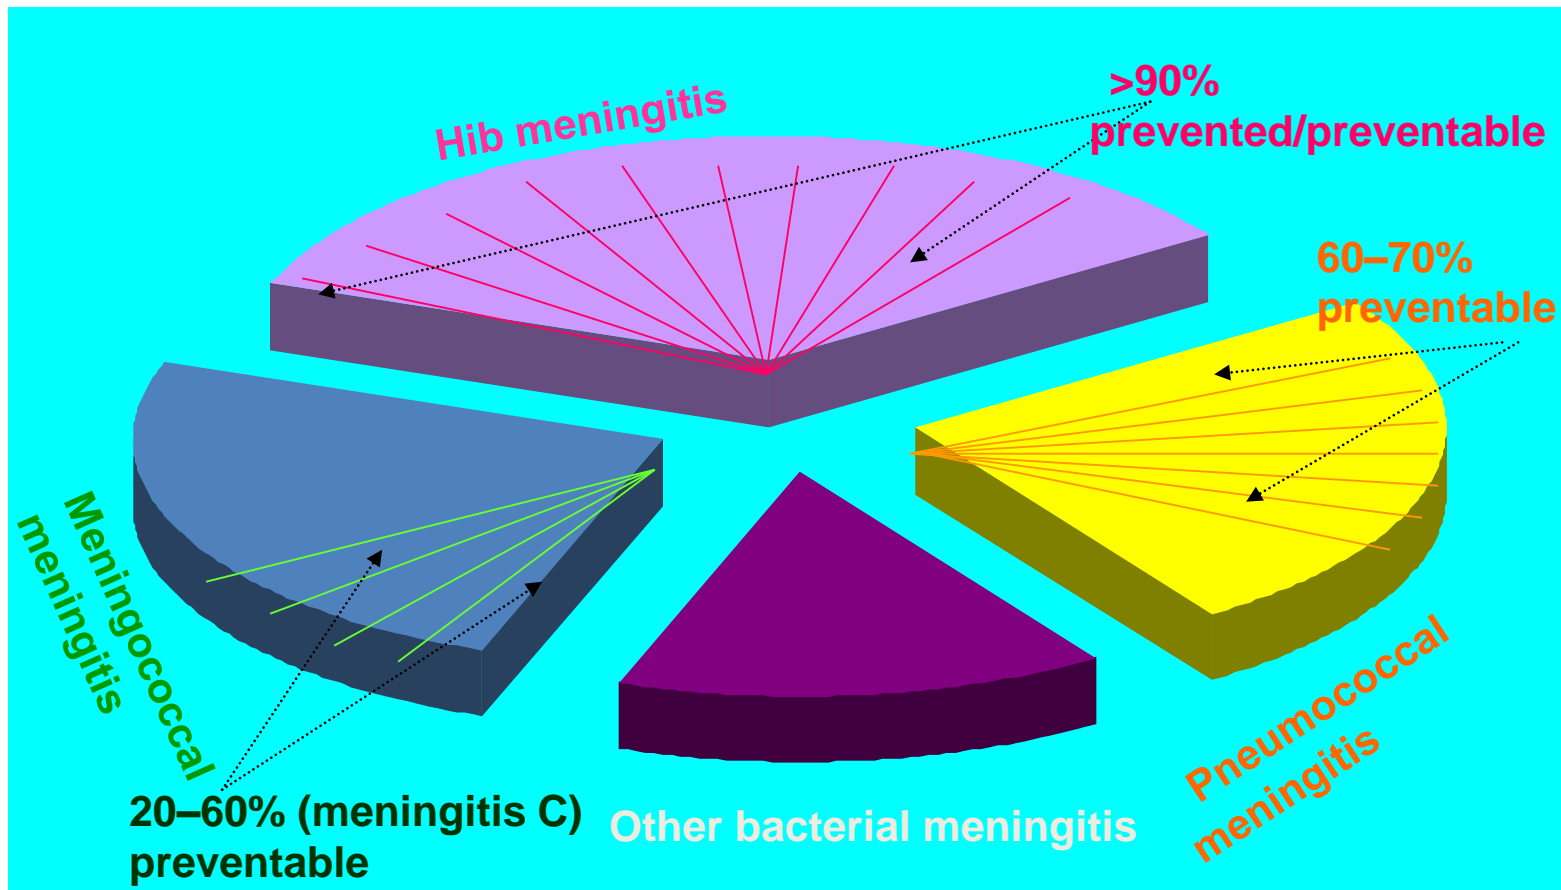 Hib meningitis
>90%
prevented/preventable
60–70%
preventable
Meningococcal
meningitis
Pneumococcal
meningitis
20–60% (meningitis C)
preventable
Other bacterial meningitis